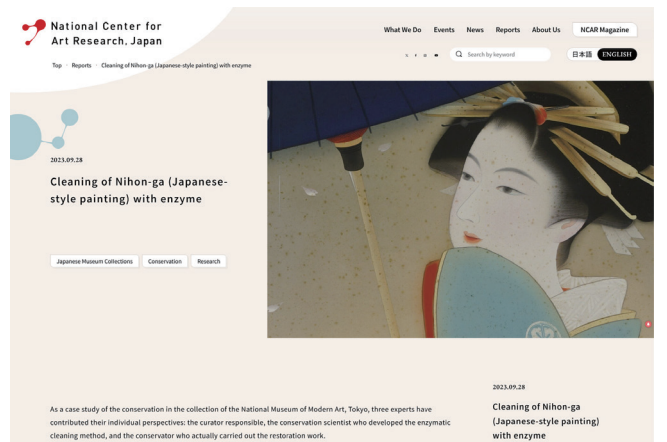 National Center for
Art Research, Japan
What We Do Events News Reports About Us NCAR Magazine
Search by keyword
日本語 ENGLISH
Top Reports Cleaning of Nihon-ga (Japanese-style painting) with enzyme
2023.09.28
Cleaning of Nihon-ga (Japanese-
style painting) with enzyme
Japanese Museum Collections Conservation Research
As a case study of the conservation in the collection of the National Museum of Modern Art, Tokyo, three experts have
contributed their individual perspectives: the curator responsible, the conservation scientist who developed the enzymatic
cleaning method, and the conservator who actually carried out the restoration work.
2023.09.28
Cleaning of Nihon-ga
(Japanese-style painting)
with enzyme